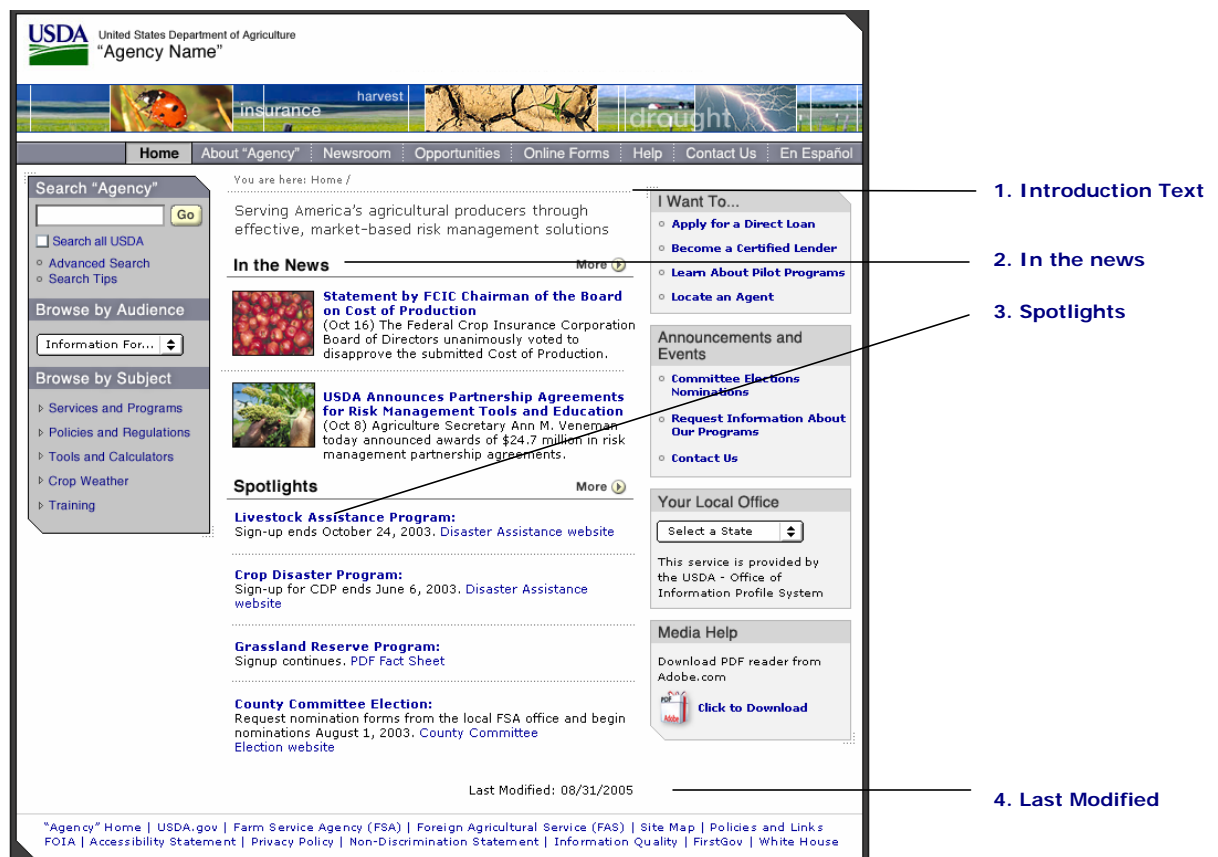 USDA
United States Department of Agriculture
“Agency Name”
insurance
harvest
drought
Home
About “Agency”
Newsroom
Opportunities
Online Forms
Help
Contact Us
En Español
Search “Agency”
Go
Search all USDA
Advanced Search
Search Tips
Browse by Audience
Information For...
Browse by Subject
Services and Programs
Policies and Regulations
Tools and Calculators
Crop Weather
Training
You are here: Home /
Serving America’s agricultural producers through
effective, market-based risk management solutions
In the News
More
Statement by FCIC Chairman of the Board
on Cost of Production
(Oct 16) The Federal Crop Insurance Corporation
Board of Directors unanimously voted to
disapprove the submitted Cost of Production.
USDA Announces Partnership Agreements
for Risk Management Tools and Education
(Oct 8) Agriculture Secretary Ann M. Veneman
today announced awards of $24.7 million in risk
management partnership agreements.
Spotlights
More
Livestock Assistance Program:
Sign-up ends October 24, 2003. Disaster Assistance website
Crop Disaster Program:
Sign-up for CDP ends June 6, 2003. Disaster Assistance
website
Grassland Reserve Program:
Signup continues. PDF Fact Sheet
County Committee Election:
Request nomination forms from the local FSA office and begin
nominations August 1, 2003. County Committee
Election website
Last Modified: 08/31/2005
I Want To...
Apply for a Direct Loan
Become a Certified Lender
Learn About Pilot Programs
Locate an Agent
Announcements and
Events
Committee Elections
Nominations
Request Information About
Our Programs
Contact Us
Your Local Office
Select a State
This service is provided by
the USDA - Office of
Information Profile System
Media Help
Download PDF reader from
Adobe.com
PDF
Adobe
Click to Download
“Agency” Home | USDA.gov | Farm Service Agency (FSA) | Foreign Agricultural Service (FAS) | Site Map | Policies and Links
FOIA | Accessibility Statement | Privacy Policy | Non-Discrimination Statement | Information Quality | FirstGov | White House
1. Introduction Text
2. In the news
3. Spotlights
4. Last Modified